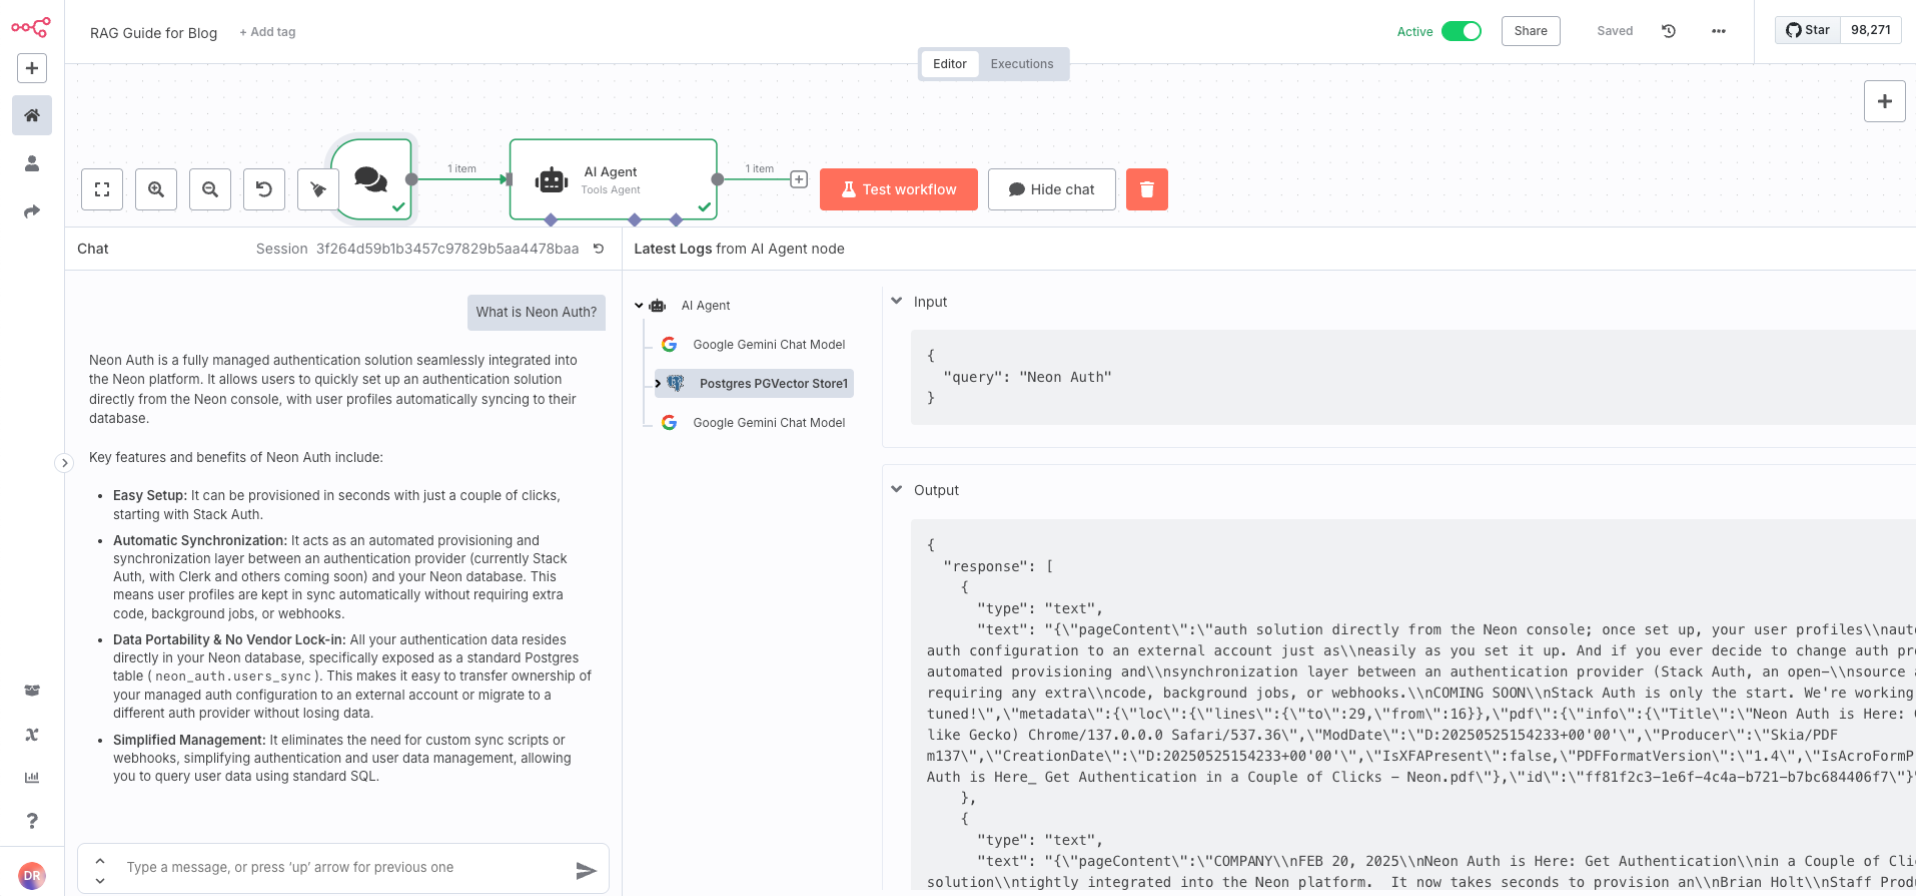 RAG Guide for Blog
+ Add tag
Active
Share
Saved
Star
98,271
Editor
Executions
1 item
AI Agent
Tools Agent
1 item
Test workflow
Hide chat
Chat
Session 3f264d59b1b3457c97829b5aa4478baa
What is Neon Auth?
Neon Auth is a fully managed authentication solution seamlessly integrated into
the Neon platform. It allows users to quickly set up an authentication solution
directly from the Neon console, with user profiles automatically syncing to their
database.
Key features and benefits of Neon Auth include:
• Easy Setup: It can be provisioned in seconds with just a couple of clicks,
starting with Stack Auth.
• Automatic Synchronization: It acts as an automated provisioning and
synchronization layer between an authentication provider (currently Stack
Auth, with Clerk and others coming soon) and your Neon database. This
means user profiles are kept in sync automatically without requiring extra
code, background jobs, or webhooks.
• Data Portability & No Vendor Lock-in: All your authentication data resides
directly in your Neon database, specifically exposed as a standard Postgres
table ( neon_auth.users_sync ). This makes it easy to transfer ownership of
your managed auth configuration to an external account or migrate to a
different auth provider without losing data.
• Simplified Management: It eliminates the need for custom sync scripts or
webhooks, simplifying authentication and user data management, allowing
you to query user data using standard SQL.
Type a message, or press ‘up’ arrow for previous one
DR
Latest Logs from AI Agent node
AI Agent
Google Gemini Chat Model
Postgres PGVector Store1
Google Gemini Chat Model
Input
{
"query": "Neon Auth"
}
Output
{
"response": [
{
"type": "text",
"text": "{\"pageContent\":\"auth solution directly from the Neon console; once set up, your user profiles\\nauto
auth configuration to an external account just as\\neasily as you set it up. And if you ever decide to change auth pr
automated provisioning and\\nsynchronization layer between an authentication provider (Stack Auth, an open-\\nsource a
requiring any extra\\ncode, background jobs, or webhooks.\\nCOMING SOON\\nStack Auth is only the start. We're working
tuned!\",\"metadata\":{\"loc\":{\"lines\":{\"to\":29,\"from\":16}},\"pdf\":{\"info\":{\"Title\":\"Neon Auth is Here:
like Gecko) Chrome/137.0.0.0 Safari/537.36\",\"ModDate\":\"D:20250525154233+00'00'\",\"Producer\":\"Skia/PDF
m137\",\"CreationDate\":\"D:20250525154233+00'00'\",\"IsXFAPresent\":false,\"PDFFormatVersion\":\"1.4\",\"IsAcroFormP
Auth is Here_ Get Authentication in a Couple of Clicks - Neon.pdf\"},\"id\":\"ff81f2c3-1e6f-4c4a-b721-b7bc684406f7\"}"
},
{
"type": "text",
"text": "{\"pageContent\":\"COMPANY\\nFEB 20, 2025\\nNeon Auth is Here: Get Authentication\\nin a Couple of Clic
solution\\ntightly integrated into the Neon platform.  It now takes seconds to provision an\\nBrian Holt\\nStaff Prod